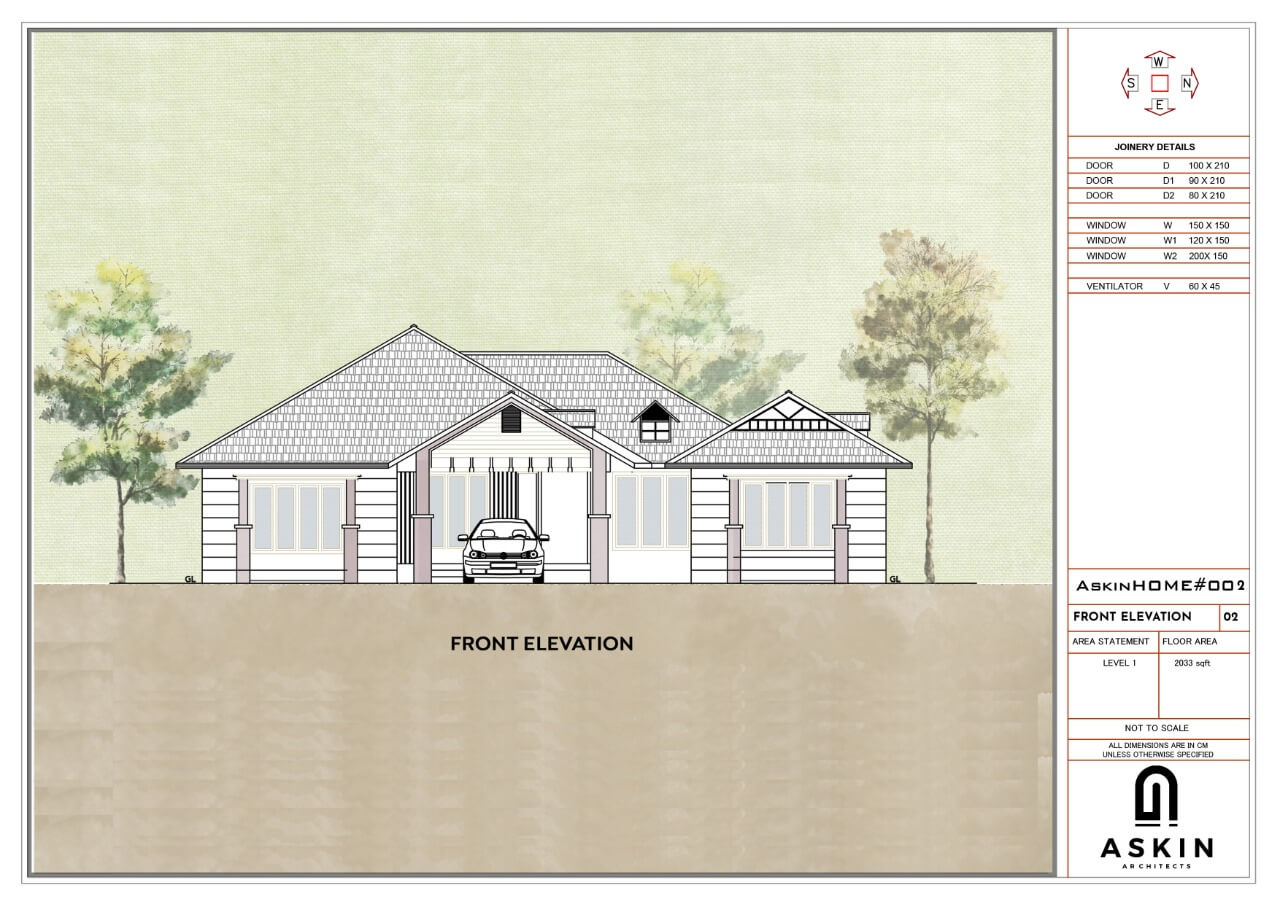 W
S N
E
JOINERY DETAILS
DOOR D 100 X 210
DOOR D1 90 X 210
DOOR D2 80 X 210
WINDOW W 150 X 150
WINDOW W1 120 X 150
WINDOW W2 200X 150
VENTILATOR V 60 X 45
GL GL
FRONT ELEVATION
ASKINHOME#002
FRONT ELEVATION 02
AREA STATEMENT FLOOR AREA
LEVEL 1 2033 sqft
NOT TO SCALE
ALL DIMENSIONS ARE IN CM
UNLESS OTHERWISE SPECIFIED
ASKIN
ARCHITECTS